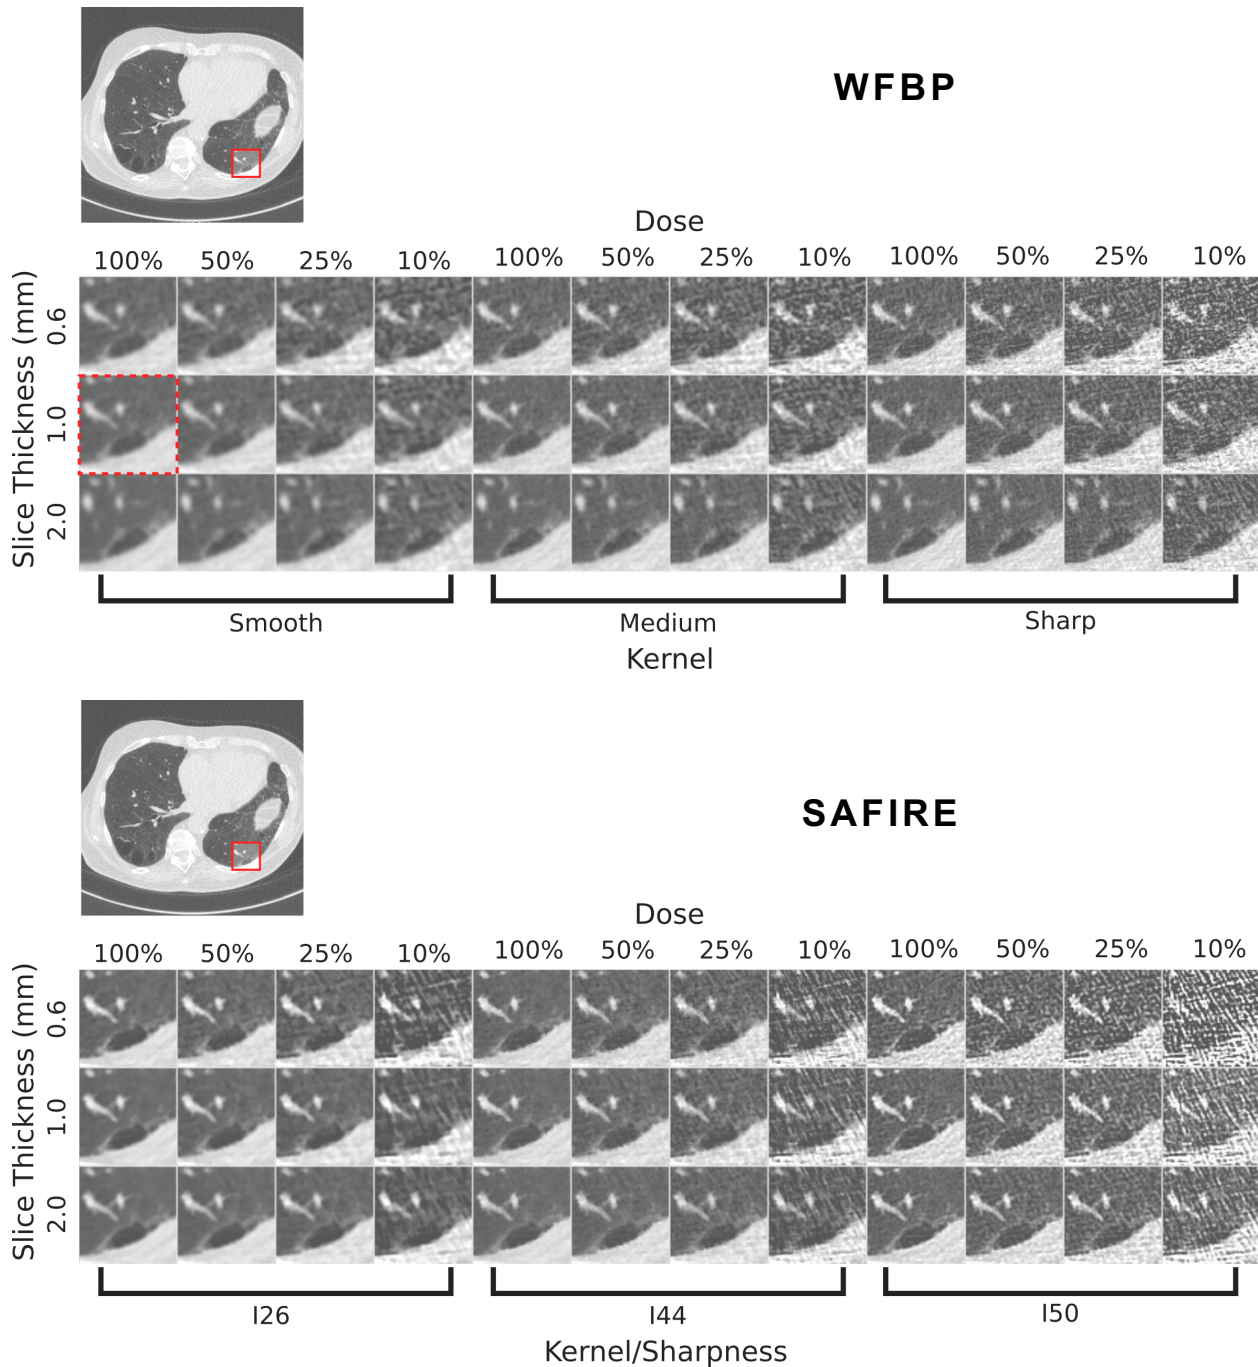 WFBP
Dose
100% 50% 25% 10% 100% 50% 25% 10% 100% 50% 25% 10%
Slice Thickness (mm)
0.6
1.0
2.0
Smooth Medium Sharp
Kernel
SAFIRE
Dose
100% 50% 25% 10% 100% 50% 25% 10% 100% 50% 25% 10%
Slice Thickness (mm)
0.6
1.0
2.0
I26 I44 I50
Kernel/Sharpness